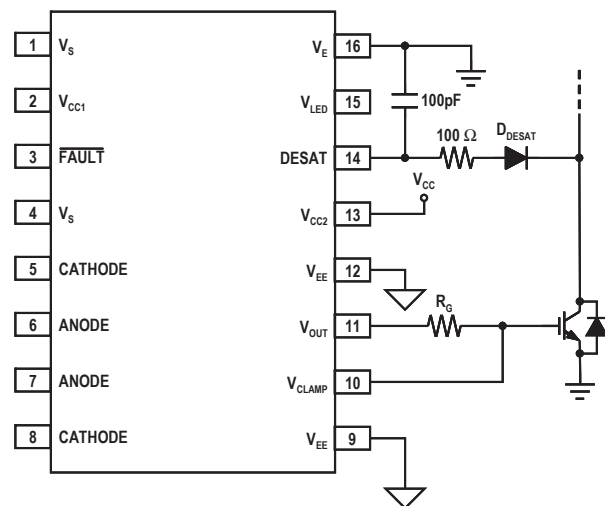 1 V_S
2 V_CC1
3 FAULT
4 V_S
5 CATHODE
6 ANODE
7 ANODE
8 CATHODE
V_E 16
V_LED 15
DESAT 14
V_CC2 13
V_EE 12
V_OUT 11
V_CLAMP 10
V_EE 9
100pF
100 Ω
D_DESAT
V_CC
R_G